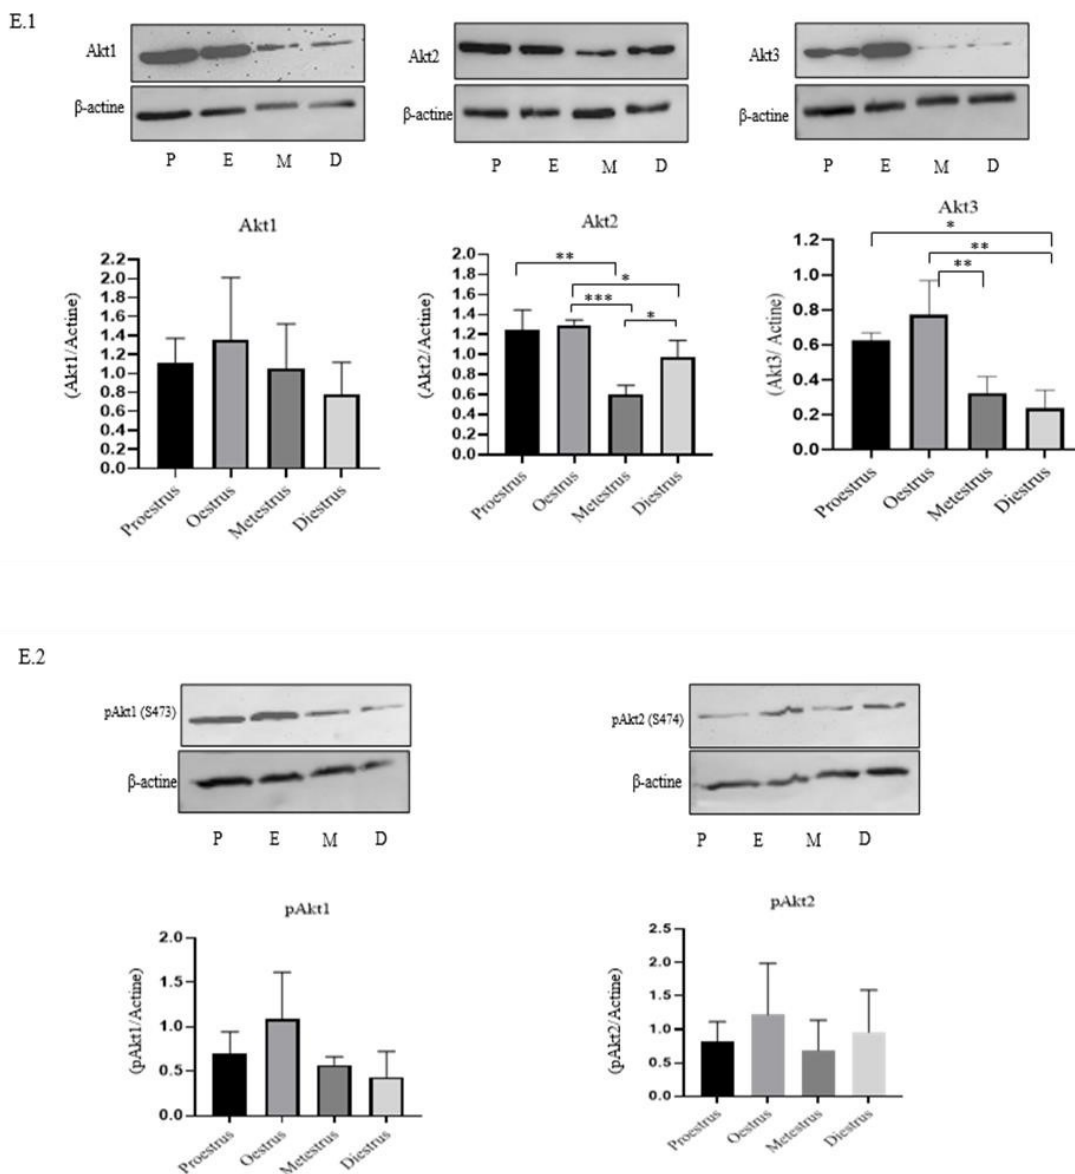 E.1
Akt1
β-actine
P E M D
Akt2
β-actine
P E M D
Akt3
β-actine
P E M D
Akt1
(Akt1/Actine)
2.2
2.0
1.8
1.6
1.4
1.2
1.0
0.8
0.6
0.4
0.2
0.0
Proestrus
Oestrus
Metestrus
Diestrus
Akt2
(Akt2/Actine)
2.0
1.8
1.6
1.4
1.2
1.0
0.8
0.6
0.4
0.2
0.0
**
*
***
*
Proestrus
Oestrus
Metestrus
Diestrus
Akt3
(Akt3/ Actine)
1.2
1.0
0.8
0.6
0.4
0.2
0.0
*
**
**
Proestrus
Oestrus
Metestrus
Diestrus
E.2
pAkt1 (S473)
β-actine
P E M D
pAkt2 (S474)
β-actine
P E M D
pAkt1
(pAkt1/Actine)
2.0
1.5
1.0
0.5
0.0
Proestrus
Oestrus
Metestrus
Diestrus
pAkt2
(pAkt2/Actine)
2.5
2.0
1.5
1.0
0.5
0.0
Proestrus
Oestrus
Metestrus
Diestrus